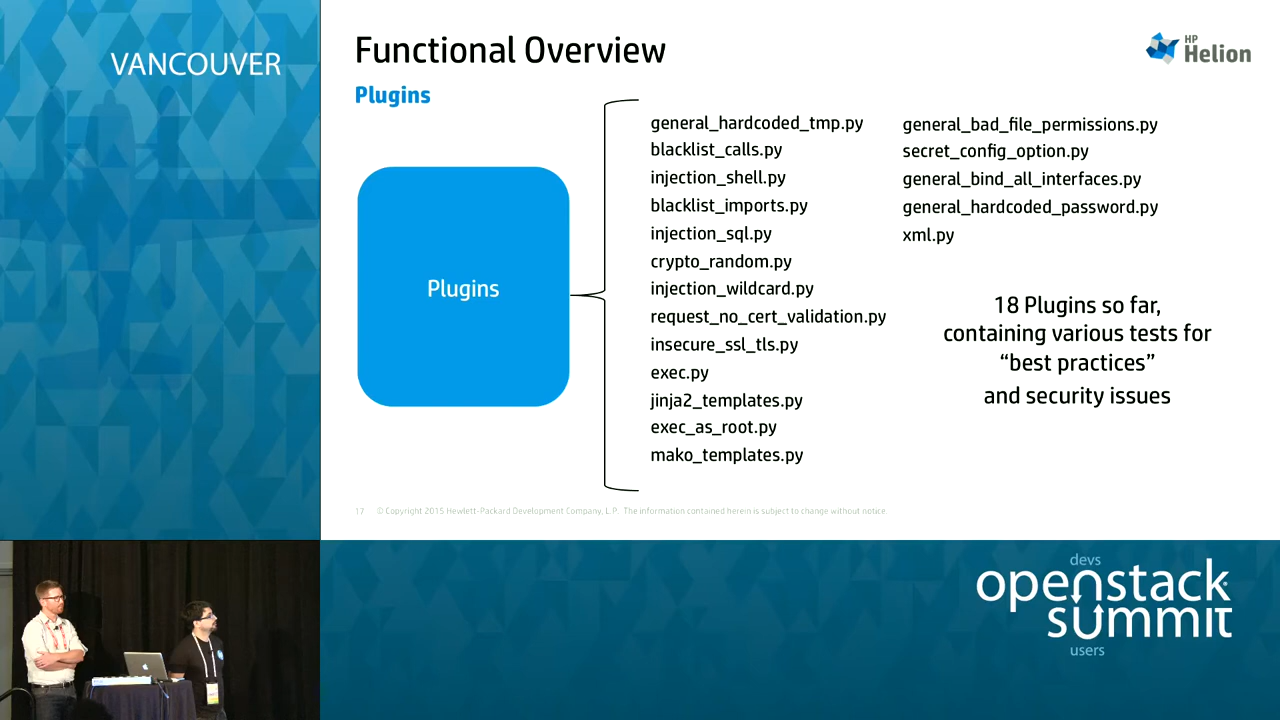 VANCOUVER
Functional Overview
HP
Helion
Plugins
Plugins
general_hardcoded_tmp.py
blacklist_calls.py
injection_shell.py
blacklist_imports.py
injection_sql.py
crypto_random.py
injection_wildcard.py
request_no_cert_validation.py
insecure_ssl_tls.py
exec.py
jinja2_templates.py
exec_as_root.py
mako_templates.py
general_bad_file_permissions.py
secret_config_option.py
general_bind_all_interfaces.py
general_hardcoded_password.py
xml.py
18 Plugins so far,
containing various tests for
“best practices”
and security issues
17 © Copyright 2015 Hewlett-Packard Development Company, L.P. The information contained herein is subject to change without notice.
devs
openstack
summit
users